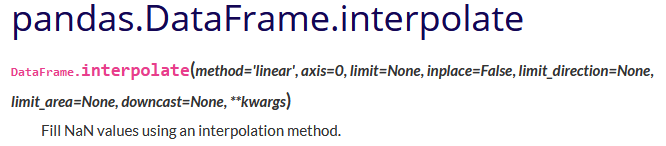 pandas.DataFrame.interpolate
DataFrame.interpolate(method='linear', axis=0, limit=None, inplace=False, limit_direction=None,
limit_area=None, downcast=None, **kwargs)
Fill NaN values using an interpolation method.